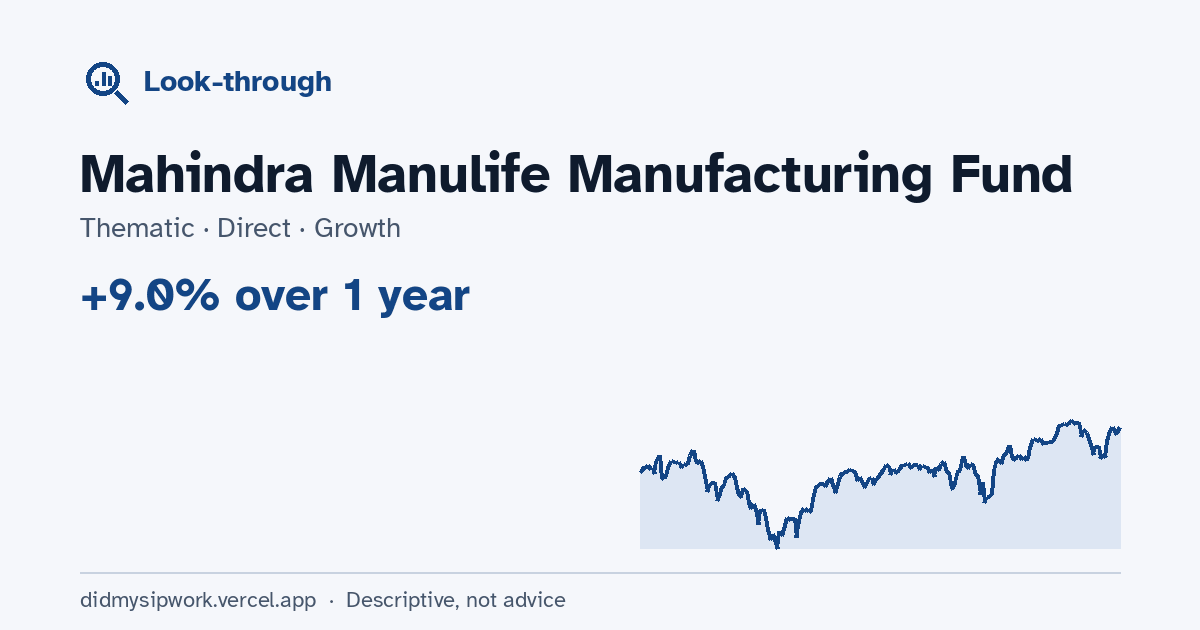 Look-through
Mahindra Manulife Manufacturing Fund
Thematic · Direct · Growth
+9.0% over 1 year
didmysipwork.vercel.app · Descriptive, not advice